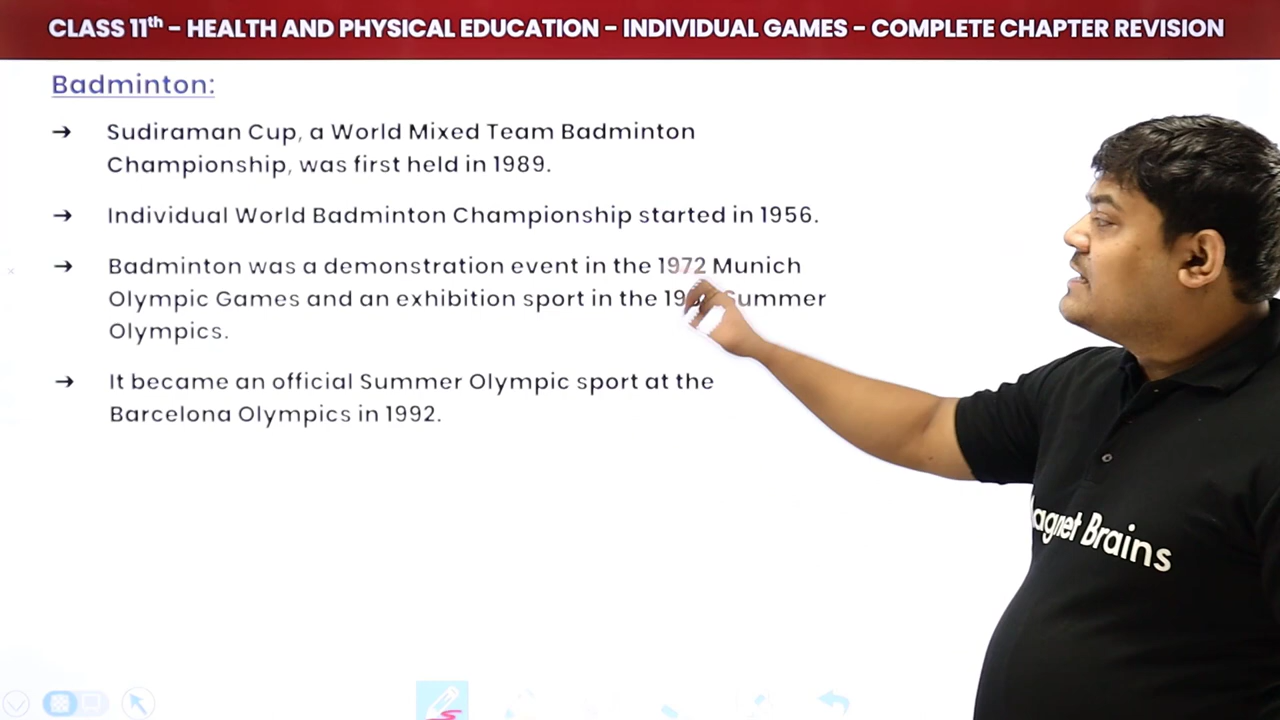 CLASS 11th – HEALTH AND PHYSICAL EDUCATION – INDIVIDUAL GAMES – COMPLETE CHAPTER REVISION
Badminton:
→ Sudiraman Cup, a World Mixed Team Badminton
Championship, was first held in 1989.
→ Individual World Badminton Championship started in 1956.
→ Badminton was a demonstration event in the 1972 Munich
Olympic Games and an exhibition sport in the Summer
Olympics.
→ It became an official Summer Olympic sport at the
Barcelona Olympics in 1992.
Brains